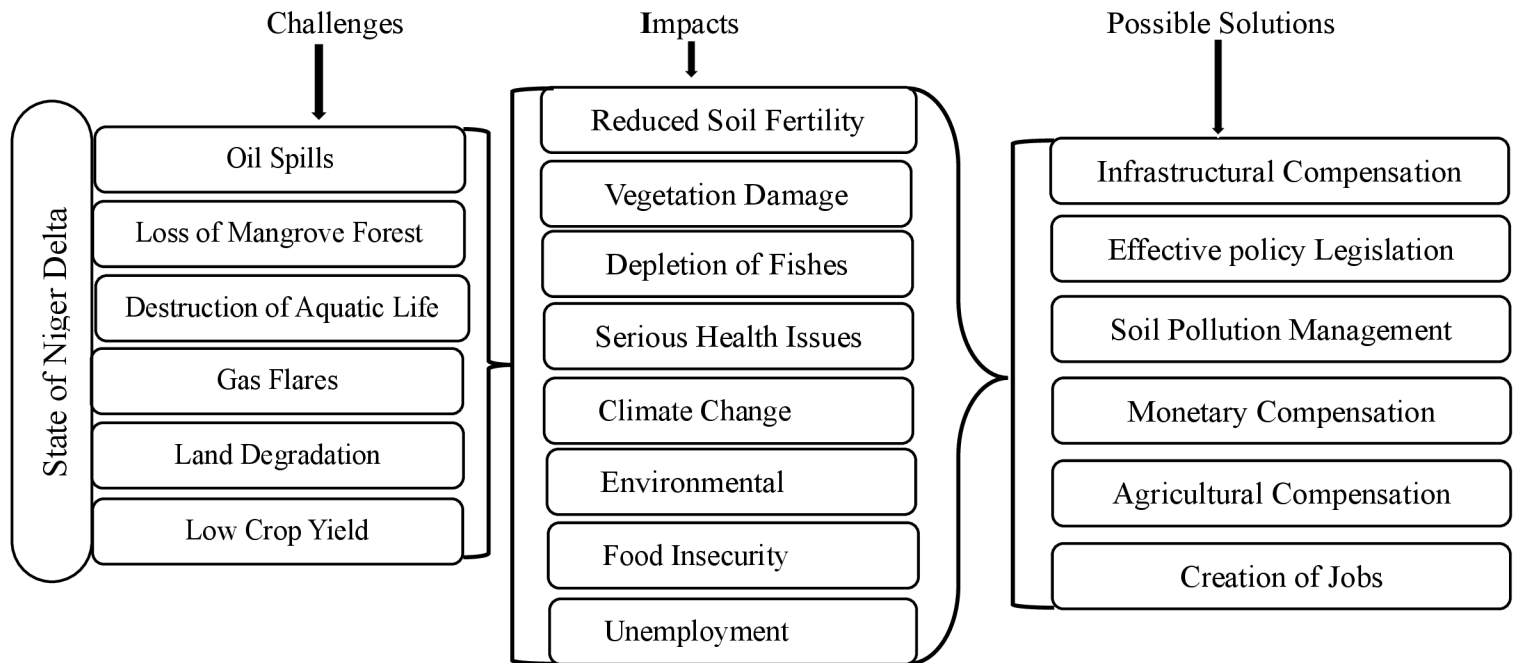 Challenges
Impacts
Possible Solutions
State of Niger Delta
Oil Spills
Loss of Mangrove Forest
Destruction of Aquatic Life
Gas Flares
Land Degradation
Low Crop Yield
Reduced Soil Fertility
Vegetation Damage
Depletion of Fishes
Serious Health Issues
Climate Change
Environmental
Food Insecurity
Unemployment
Infrastructural Compensation
Effective policy Legislation
Soil Pollution Management
Monetary Compensation
Agricultural Compensation
Creation of Jobs